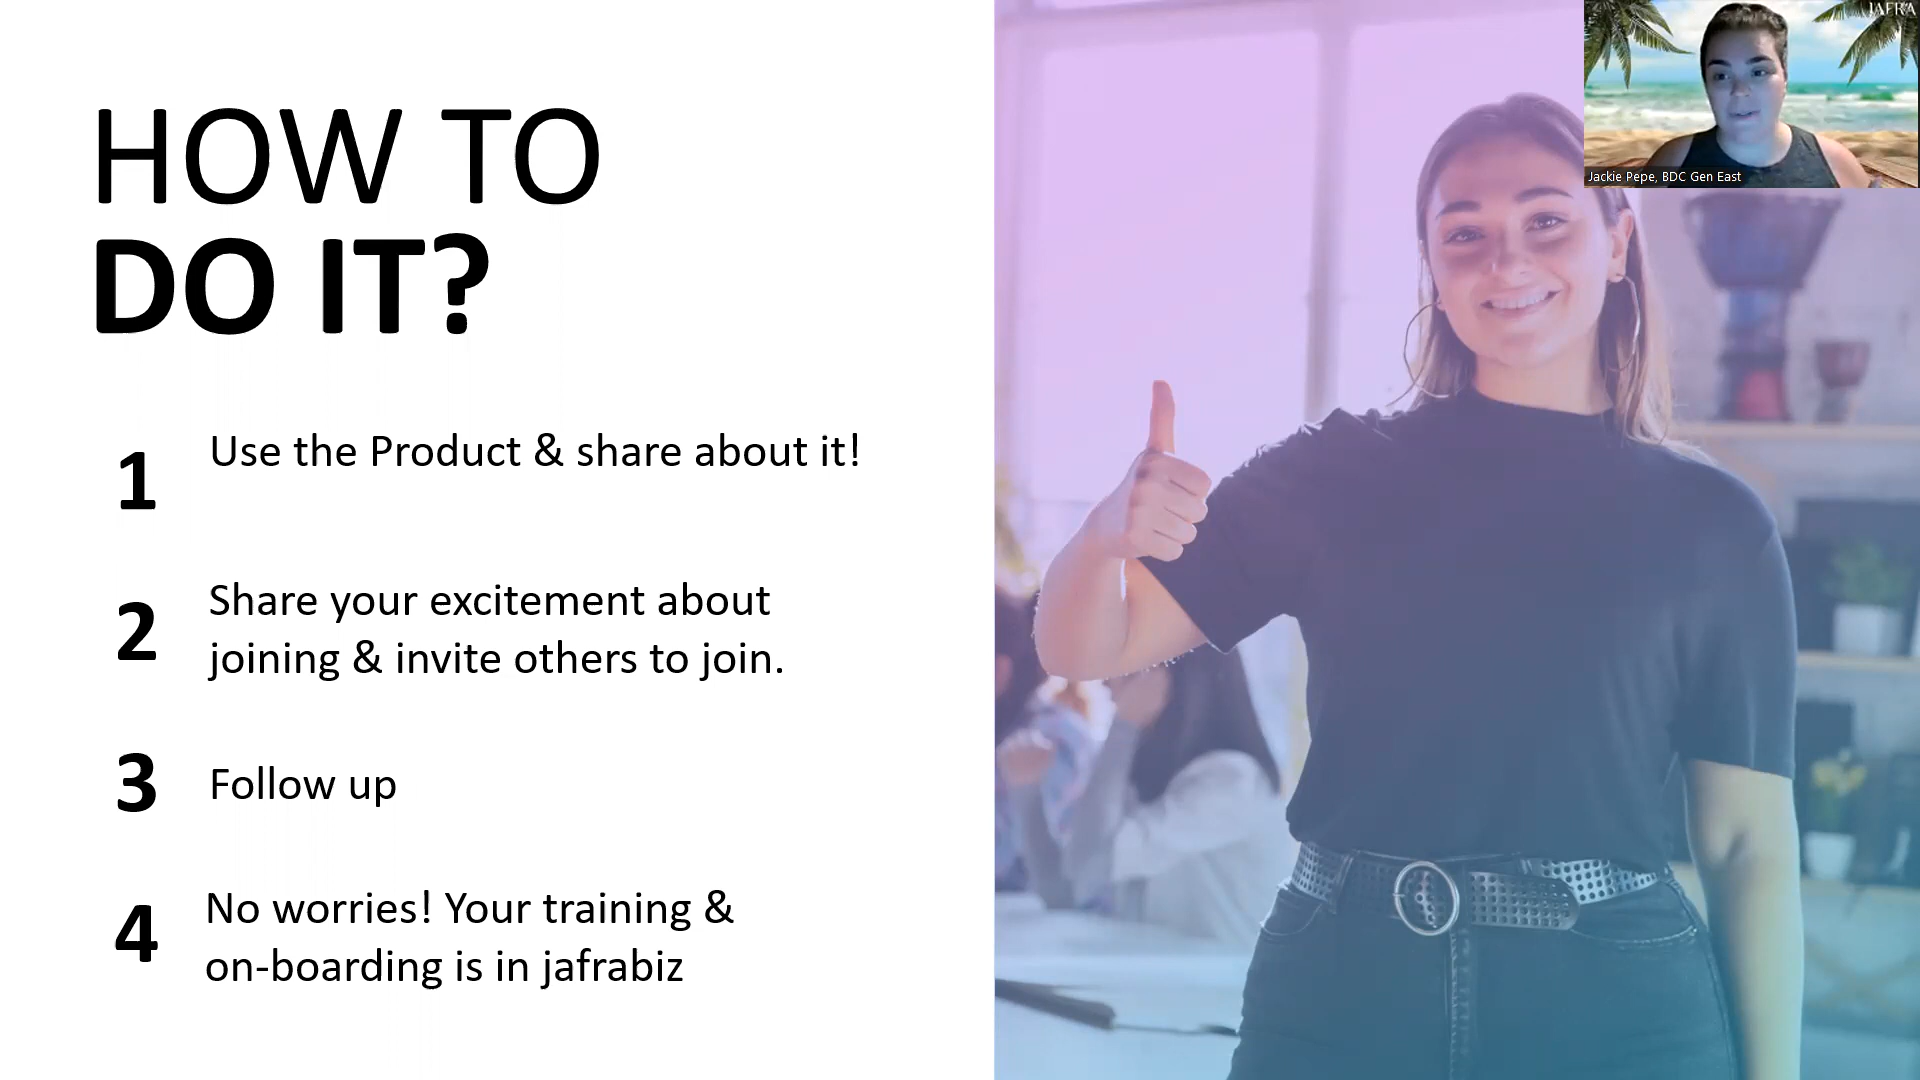 HOW TO
DO IT?
1
Use the Product & share about it!
2
Share your excitement about
joining & invite others to join.
3
Follow up
4
No worries! Your training &
on-boarding is in jafrabiz
JAFRA
Jackie Pepe, BDC Gen East